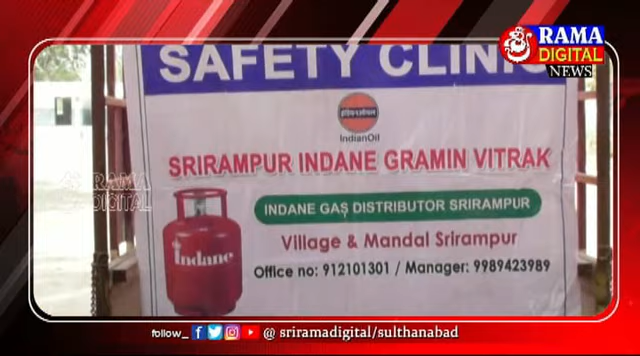 SAFETY CLINIC
RAMA
DIGITAL
NEWS
IndianOil
SRIRAMPUR INDANE GRAMIN VITRAK
RAMA
DIGITAL
INDANE GAS DISTRIBUTOR SRIRAMPUR
Indane
Village & Mandal Srirampur
Office no: 912101301 / Manager: 9989423989
follow_ @ sriramadigital/sulthanabad